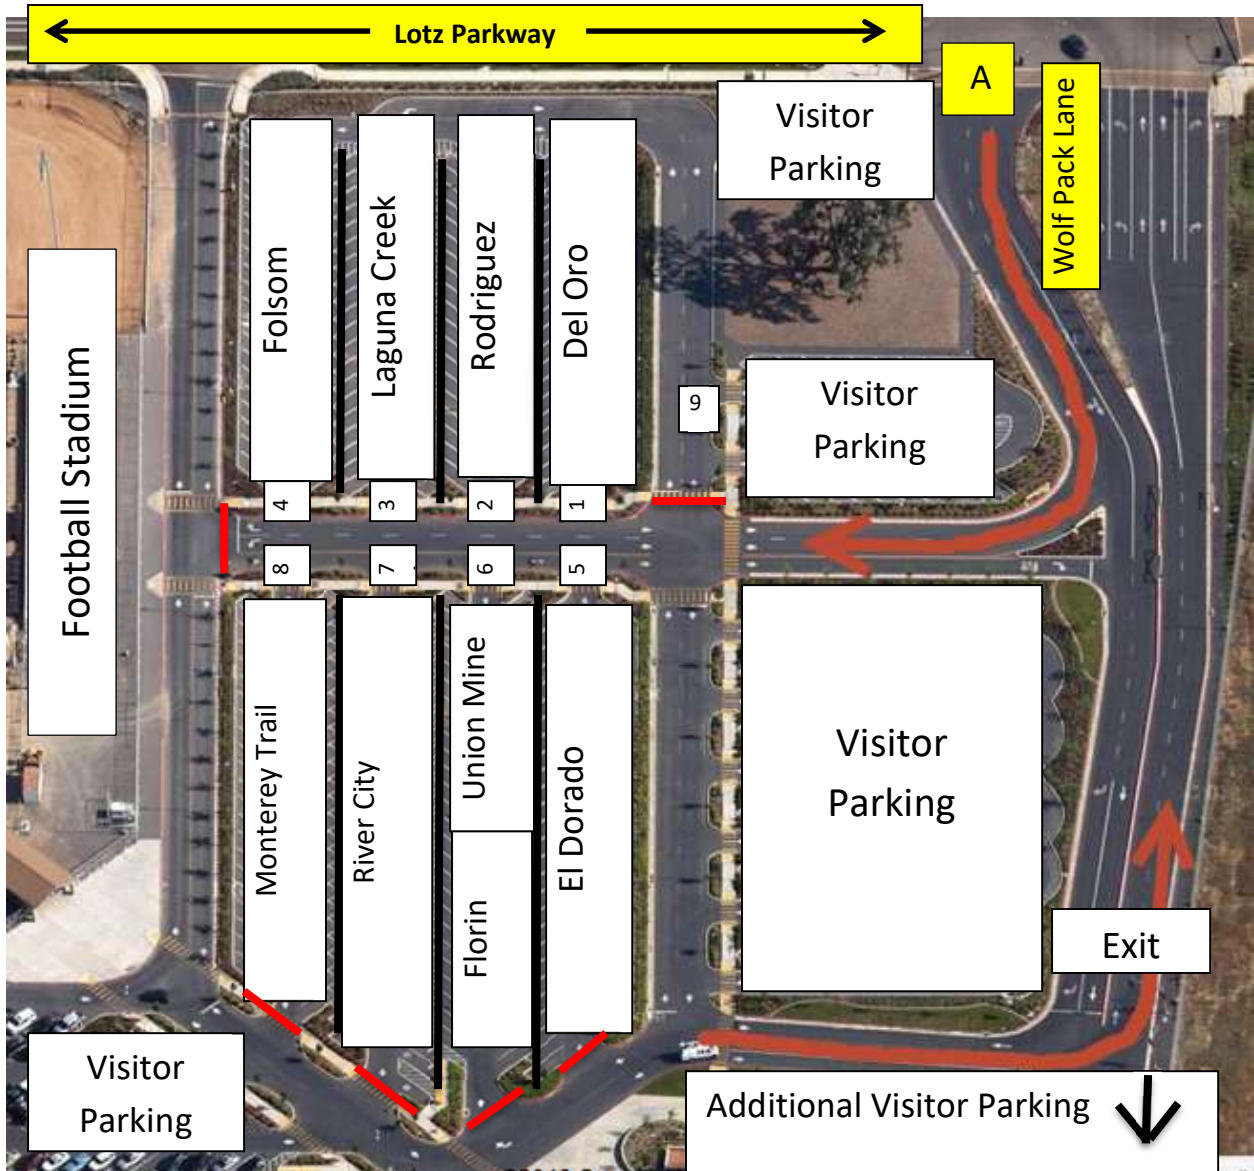 Lotz Parkway
A
Wolf Pack Lane
Visitor
Parking
Folsom
Laguna Creek
Rodriguez
Del Oro
Football Stadium
Visitor
Parking
9
4
3
2
1
8
7
6
5
Monterey Trail
River City
Union Mine
Florin
El Dorado
Visitor
Parking
Exit
Visitor
Parking
Additional Visitor Parking